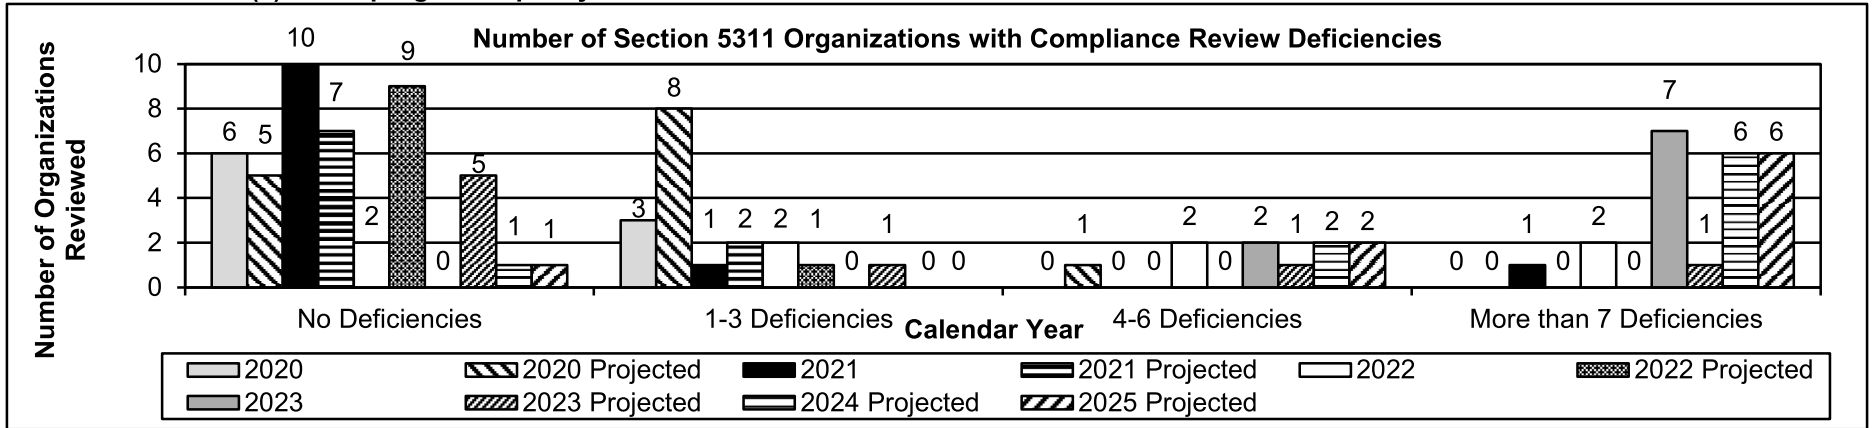 Number of Section 5311 Organizations with Compliance Review Deficiencies
Number of Organizations
Reviewed
10
8
6
4
2
0
6 5 10 7 2 9 0 5 1 1
3 8 1 2 2 1 0 1 0 0
0 1 0 0 2 0 2 1 2 2
0 0 1 0 2 0 7 1 6 6
No Deficiencies 1-3 Deficiencies 4-6 Deficiencies More than 7 Deficiencies
Calendar Year
2020 2020 Projected 2021 2021 Projected 2022 2022 Projected
2023 2023 Projected 2024 Projected 2025 Projected